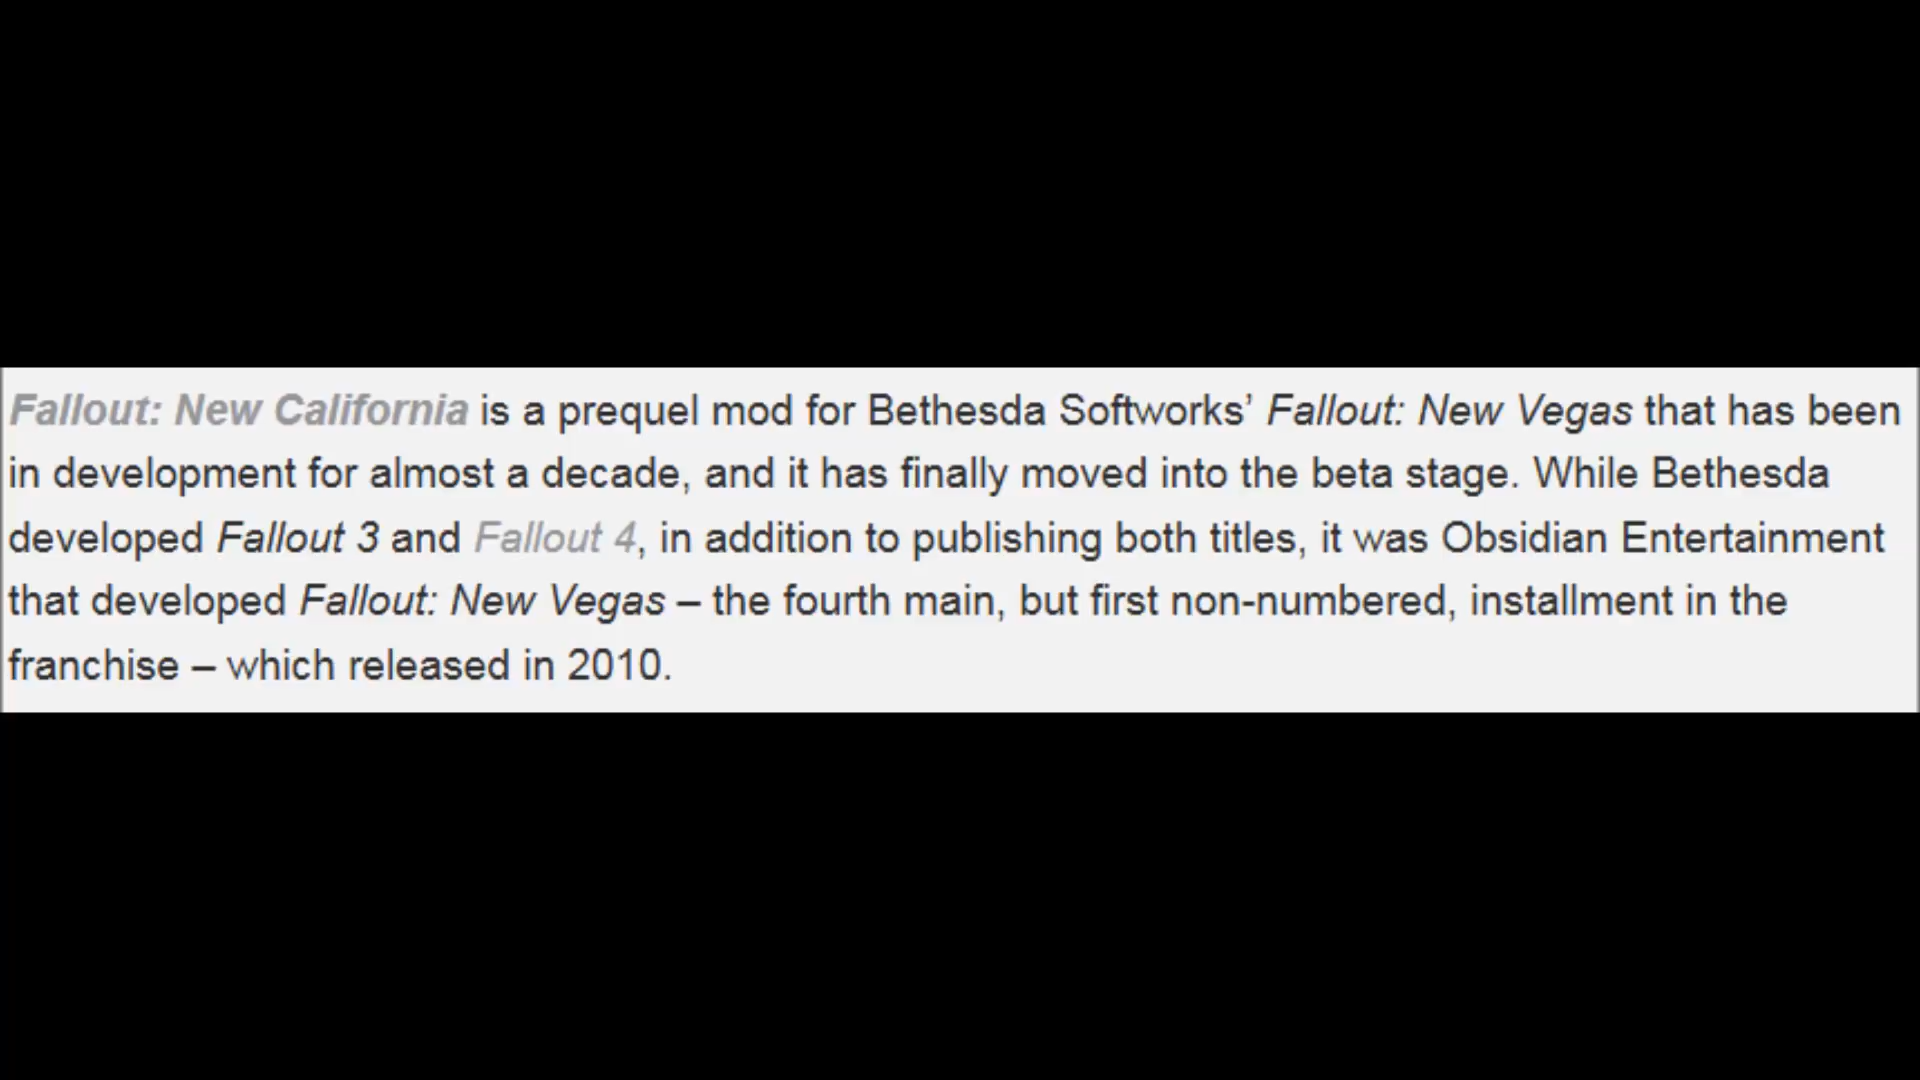 Fallout: New California is a prequel mod for Bethesda Softworks’ Fallout: New Vegas that has been
in development for almost a decade, and it has finally moved into the beta stage. While Bethesda
developed Fallout 3 and Fallout 4, in addition to publishing both titles, it was Obsidian Entertainment
that developed Fallout: New Vegas – the fourth main, but first non-numbered, installment in the
franchise – which released in 2010.